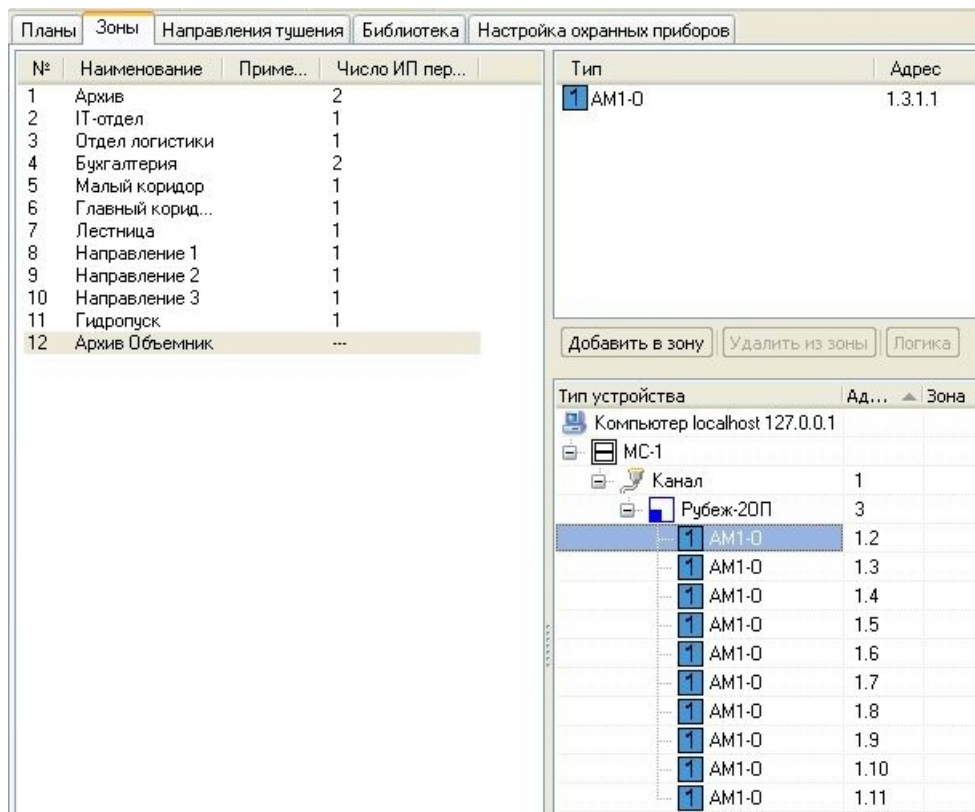 Планы Зоны Направления тушения Библиотека Настройка охранных приборов
№ Наименование Приме... Число ИП пер...
1 Архив 2
2 IT-отдел 1
3 Отдел логистики 1
4 Бухгалтерия 2
5 Малый коридор 1
6 Главный корид... 1
7 Лестница 1
8 Направление 1 1
9 Направление 2 1
10 Направление 3 1
11 Гидропуск 1
12 Архив Объемник ---
Тип Адрес
1 АМ1-О 1.3.1.1
Добавить в зону Удалить из зоны Логика
Тип устройства Ад... Зона
Компьютер localhost 127.0.0.1
МС-1
Канал 1
Рубеж-2ОП 3
1 АМ1-О 1.2
1 АМ1-О 1.3
1 АМ1-О 1.4
1 АМ1-О 1.5
1 АМ1-О 1.6
1 АМ1-О 1.7
1 АМ1-О 1.8
1 АМ1-О 1.9
1 АМ1-О 1.10
1 АМ1-О 1.11